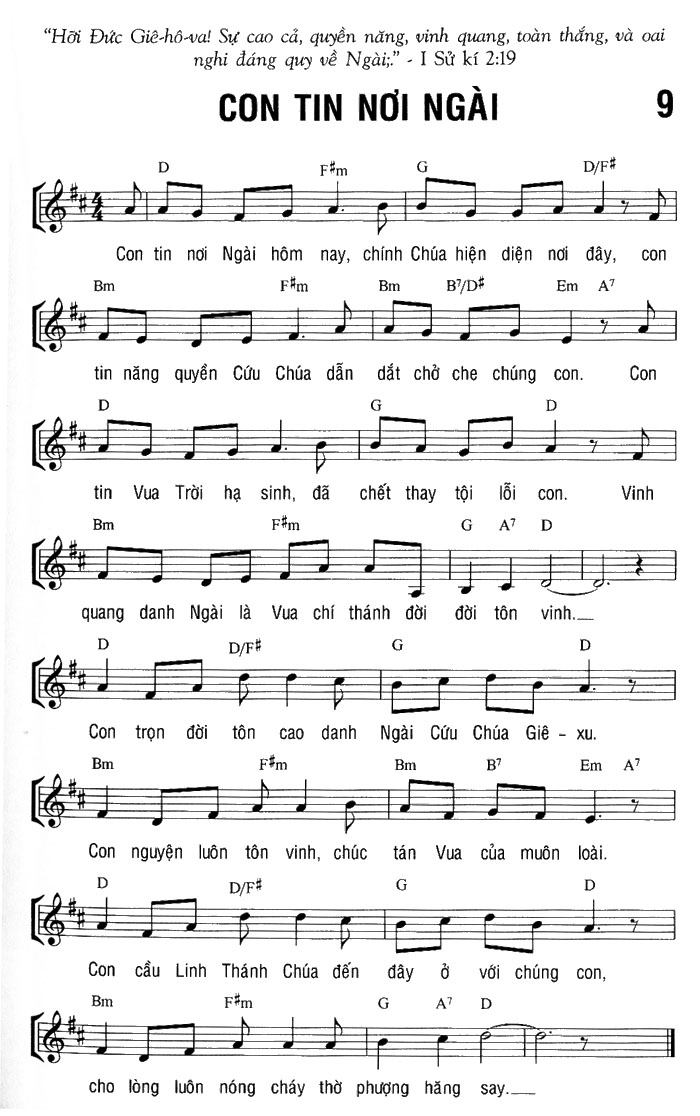 “Hỡi Đức Giê-hô-va! Sự cao cả, quyền năng, vinh quang, toàn thắng, và oai
nghi đáng quy về Ngài;.” - I Sử kí 2:19
CON TIN NƠI NGÀI 9
D F♯m G D/F♯
4/4
Con tin nơi Ngài hôm nay, chính Chúa hiện diện nơi đây, con
Bm F♯m Bm B7/D♯ Em A7
tin năng quyền Cứu Chúa dẫn dắt chở che chúng con. Con
D G D
tin Vua Trời hạ sinh, đã chết thay tội lỗi con. Vinh
Bm F♯m G A7 D
quang danh Ngài là Vua chí thánh đời đời tôn vinh.__
D D/F♯ G D
Con trọn đời tôn cao danh Ngài Cứu Chúa Giê - xu.
Bm F♯m Bm B7 Em A7
Con nguyện luôn tôn vinh, chúc tán Vua của muôn loài.
D D/F♯ G D
Con cầu Linh Thánh Chúa đến đây ở với chúng con,
Bm F♯m G A7 D
cho lòng luôn nóng cháy thờ phượng hăng say.__